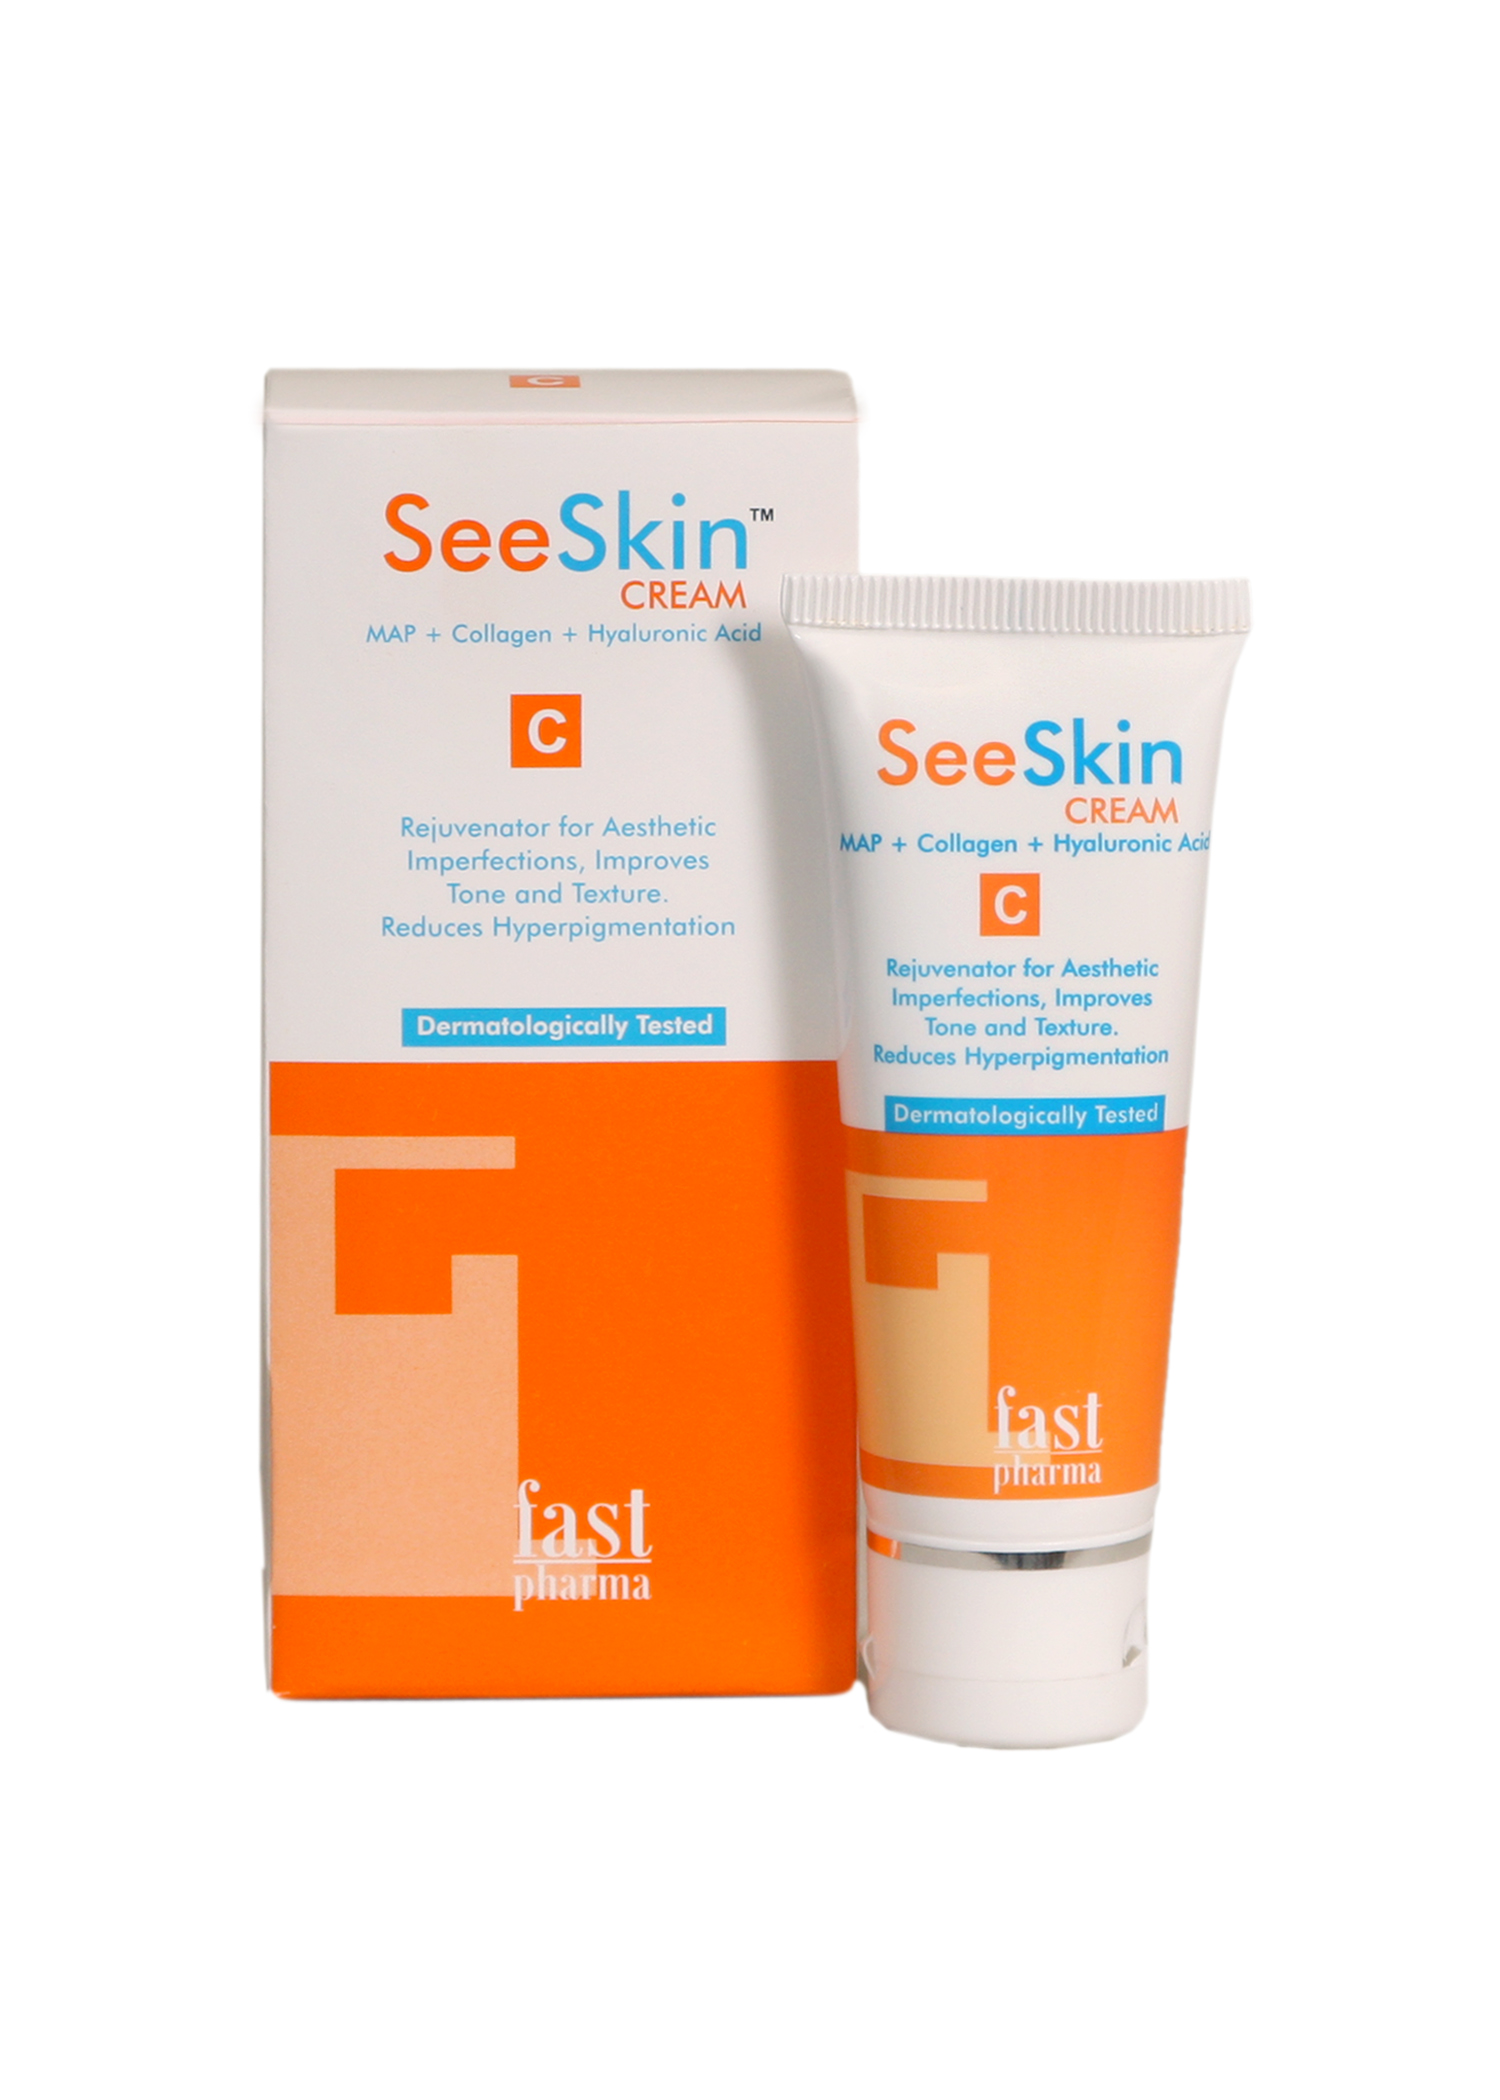 C
SeeSkin™
CREAM
MAP + Collagen + Hyaluronic Acid
C
Rejuvenator for Aesthetic
Imperfections, Improves
Tone and Texture.
Reduces Hyperpigmentation
Dermatologically Tested
fast
pharma
SeeSkin
CREAM
MAP + Collagen + Hyaluronic Acid
C
Rejuvenator for Aesthetic
Imperfections, Improves
Tone and Texture.
Reduces Hyperpigmentation
Dermatologically Tested
fast
pharma